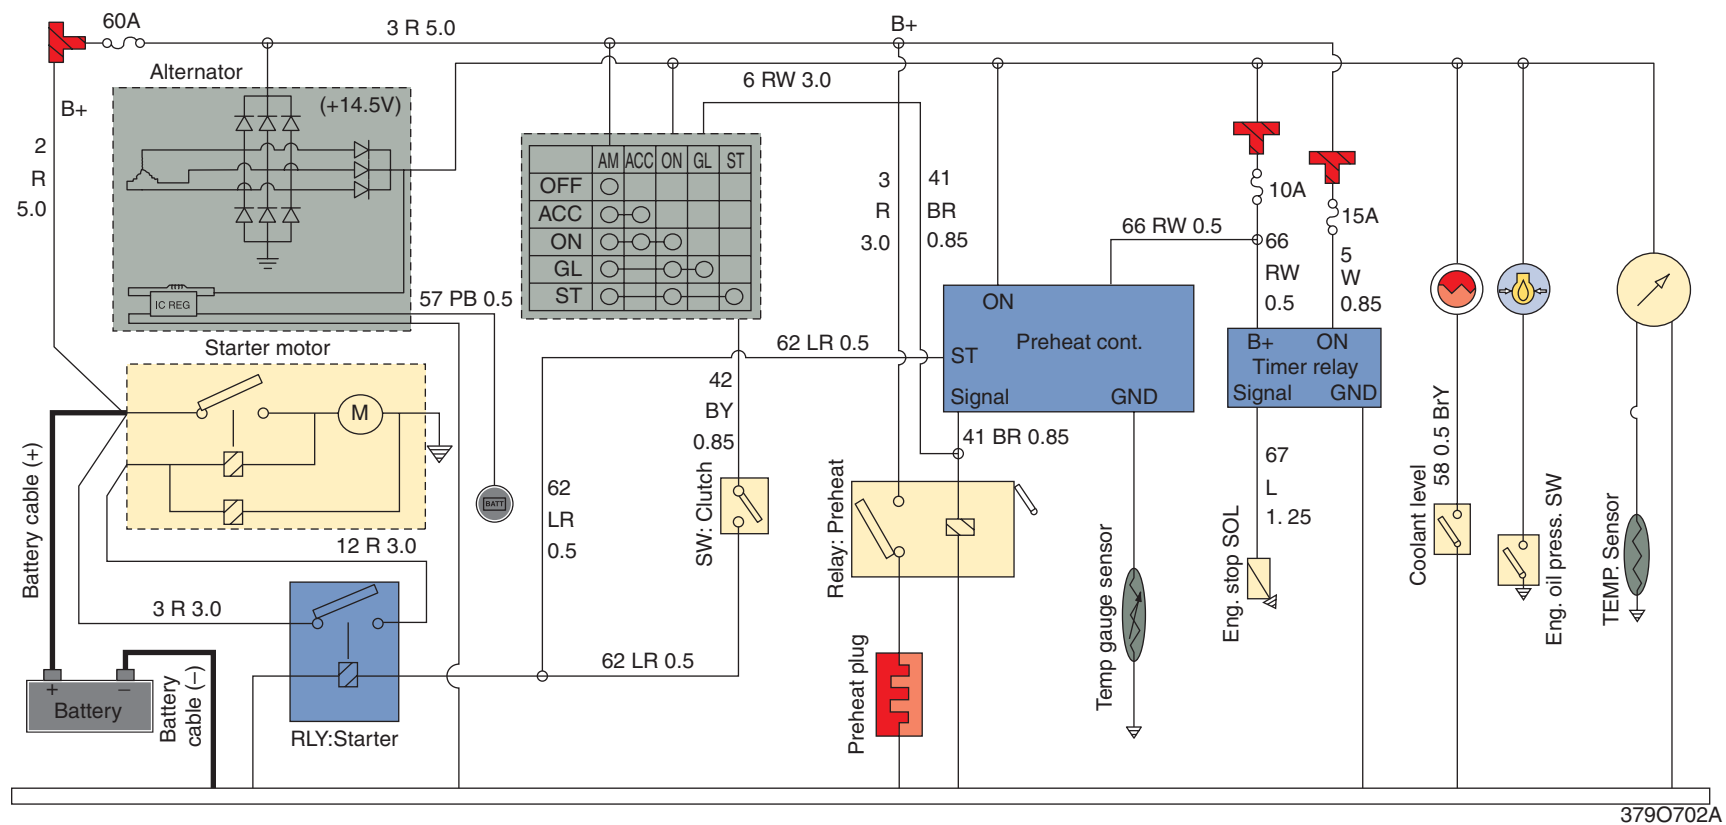 60A
3 R 5.0
B+
Alternator
(+14.5V)
6 RW 3.0
B+
2
R
5.0
AM ACC ON GL ST
OFF
ACC
ON
GL
ST
3
R
3.0
41
BR
0.85
10A
15A
66 RW 0.5
66
RW
0.5
5
W
0.85
IC REG
57 PB 0.5
ON
Preheat cont.
ST
Signal
GND
B+
ON
Timer relay
Signal
GND
Starter motor
62 LR 0.5
M
42
BY
0.85
41 BR 0.85
58 0.5 BrY
Battery cable (+)
BATT
62
LR
0.5
SW: Clutch
Relay: Preheat
67
L
1. 25
Coolant level
Eng. oil press. SW
TEMP. Sensor
12 R 3.0
3 R 3.0
Temp gauge sensor
Eng. stop SOL
62 LR 0.5
Preheat plug
+ –
Battery
Battery
cable (–)
RLY:Starter
379O702A